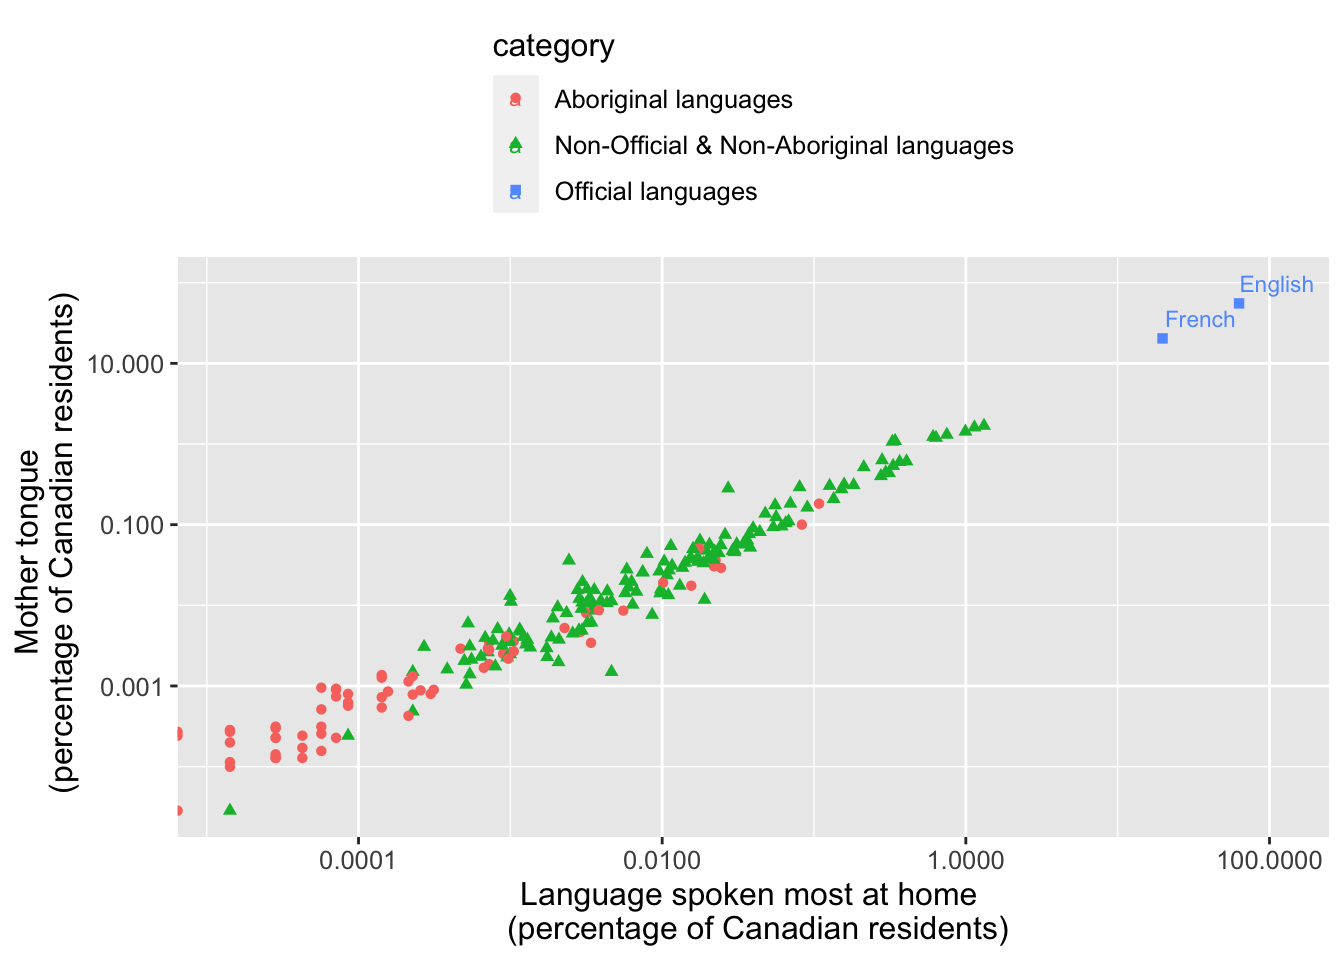 category
a Aboriginal languages
a Non-Official & Non-Aboriginal languages
a Official languages
English
French
10.000
0.100
0.001
Mother tongue
(percentage of Canadian residents)
0.0001 0.0100 1.0000 100.0000
Language spoken most at home
(percentage of Canadian residents)